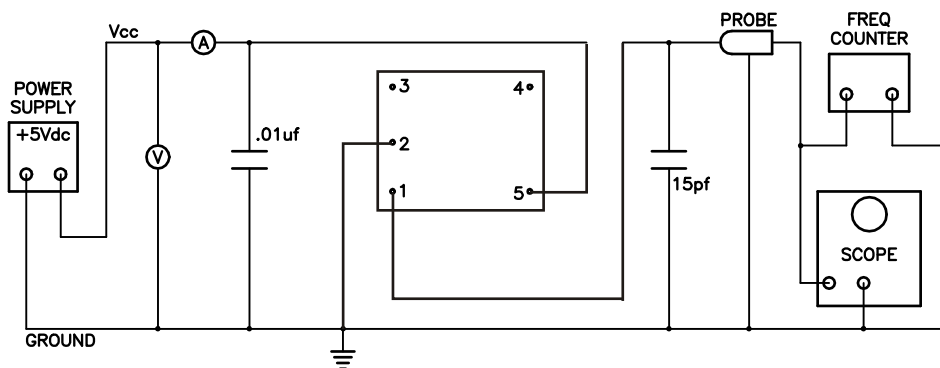 Vcc
A
PROBE
FREQ
COUNTER
POWER
SUPPLY
+5Vdc
.01uf
V
3
4
2
1
5
15pf
SCOPE
GROUND